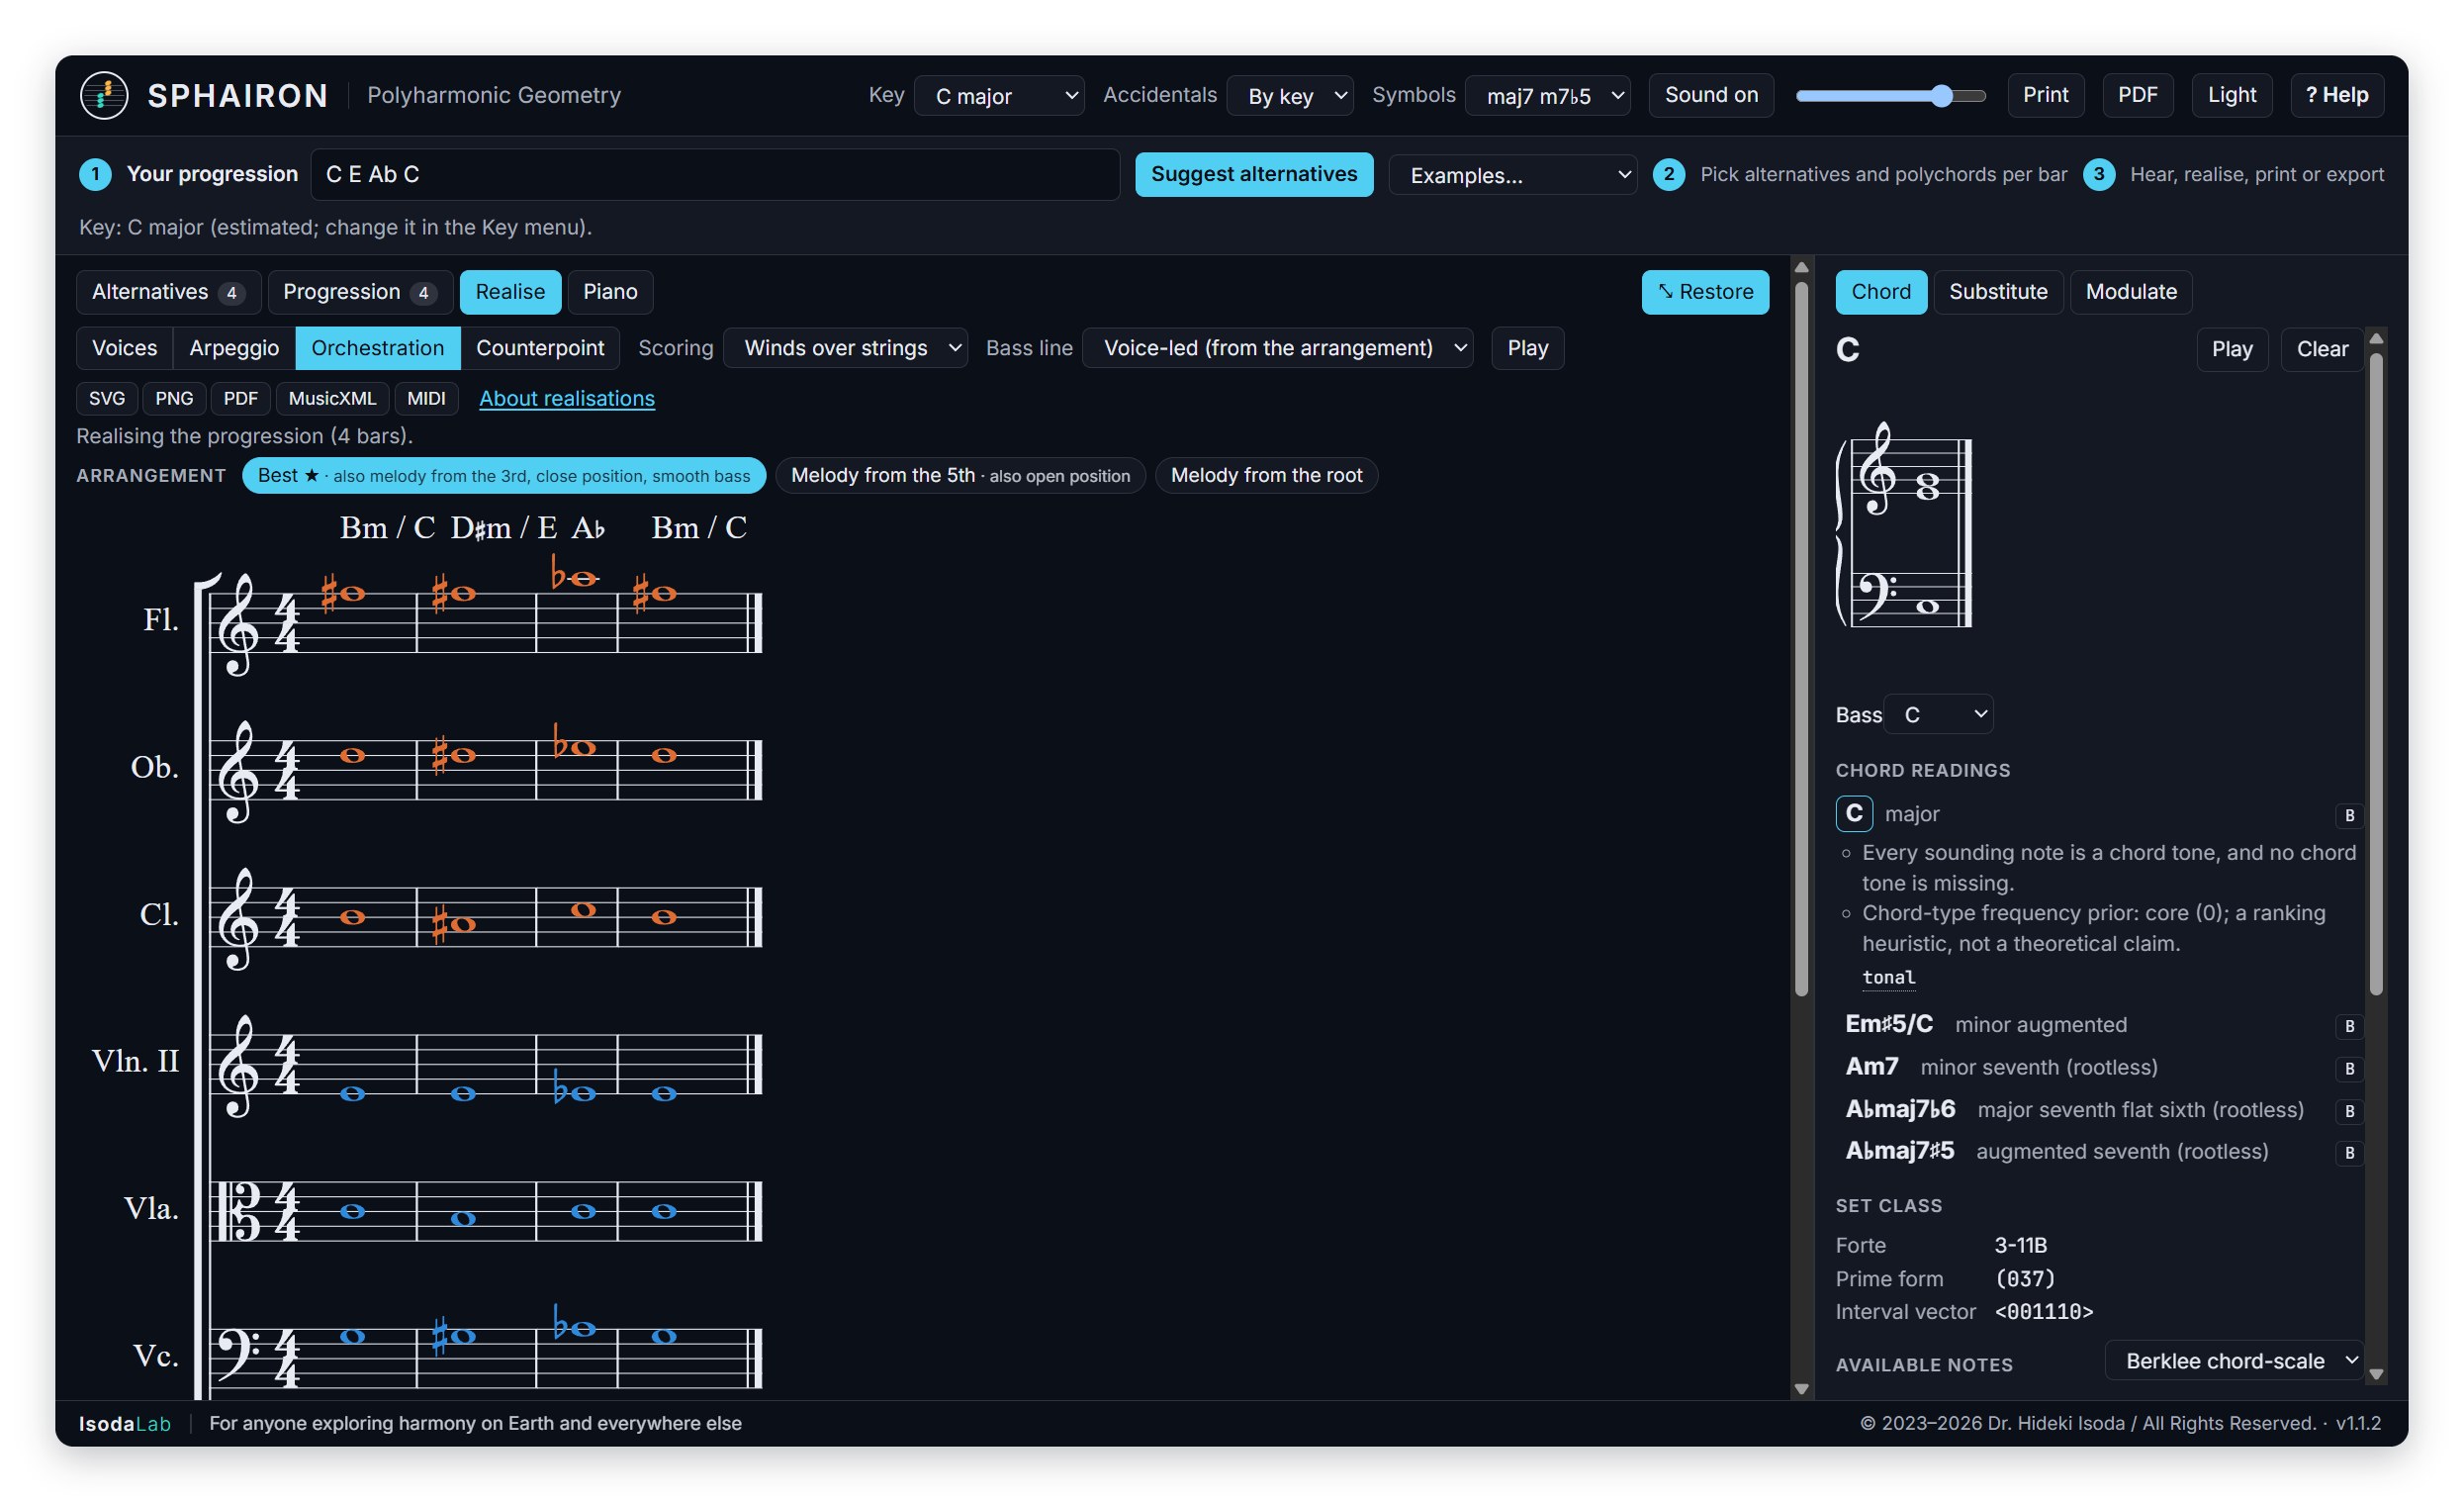 SPHAIRON Polyharmonic Geometry Key C major Accidentals By key Symbols maj7 m7♭5 Sound on Print PDF Light ? Help
1 Your progression C E Ab C Suggest alternatives Examples... 2 Pick alternatives and polychords per bar 3 Hear, realise, print or export
Key: C major (estimated; change it in the Key menu).
Alternatives 4 Progression 4 Realise Piano ⤡ Restore
Voices Arpeggio Orchestration Counterpoint Scoring Winds over strings Bass line Voice-led (from the arrangement) Play
SVG PNG PDF MusicXML MIDI About realisations
Realising the progression (4 bars).
ARRANGEMENT Best ★ · also melody from the 3rd, close position, smooth bass Melody from the 5th · also open position Melody from the root
Bm / C D♯m / E A♭ Bm / C
Fl.
Ob.
Cl.
Vln. II
Vla.
Vc.
Chord Substitute Modulate
C Play Clear
Bass C
CHORD READINGS
C major B
Every sounding note is a chord tone, and no chord
tone is missing.
Chord-type frequency prior: core (0); a ranking
heuristic, not a theoretical claim.
tonal
Em♯5/C minor augmented B
Am7 minor seventh (rootless) B
A♭maj7♭6 major seventh flat sixth (rootless) B
A♭maj7♯5 augmented seventh (rootless) B
SET CLASS
Forte 3-11B
Prime form (037)
Interval vector <001110>
AVAILABLE NOTES Berklee chord-scale
IsodaLab For anyone exploring harmony on Earth and everywhere else © 2023–2026 Dr. Hideki Isoda / All Rights Reserved. · v1.1.2